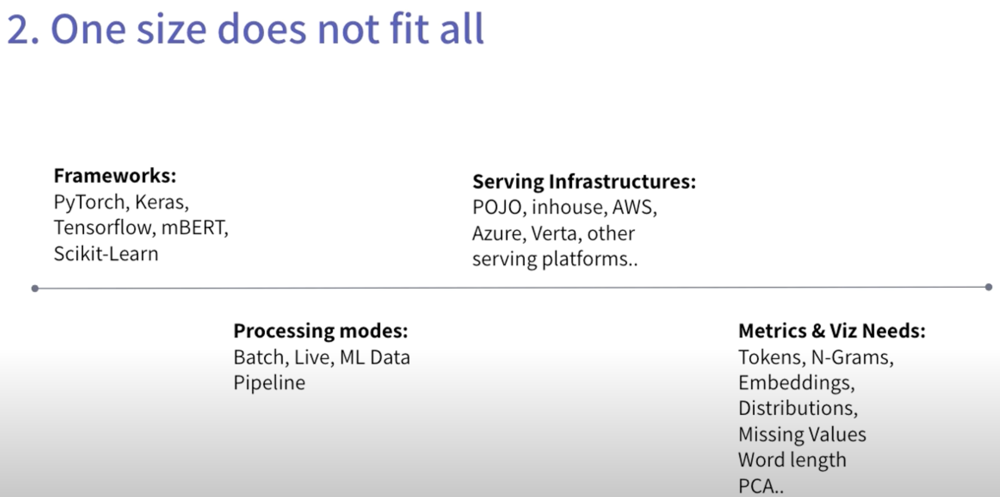 2. One size does not fit all
Frameworks:
PyTorch, Keras,
Tensorflow, mBERT,
Scikit-Learn
Serving Infrastructures:
POJO, inhouse, AWS,
Azure, Verta, other
serving platforms..
Processing modes:
Batch, Live, ML Data
Pipeline
Metrics & Viz Needs:
Tokens, N-Grams,
Embeddings,
Distributions,
Missing Values
Word length
PCA..